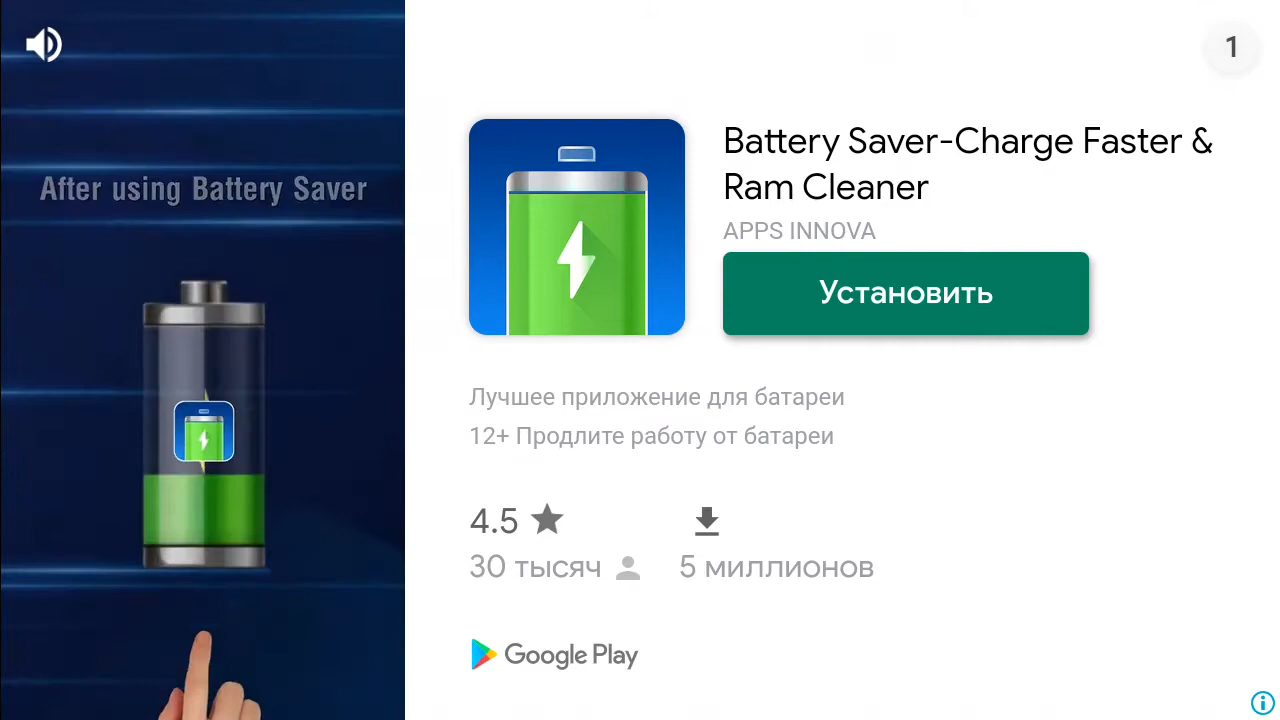 After using Battery Saver
1
Battery Saver-Charge Faster &
Ram Cleaner
APPS INNOVA
Установить
Лучшее приложение для батареи
12+ Продлите работу от батареи
4.5
30 тысяч
5 миллионов
Google Play